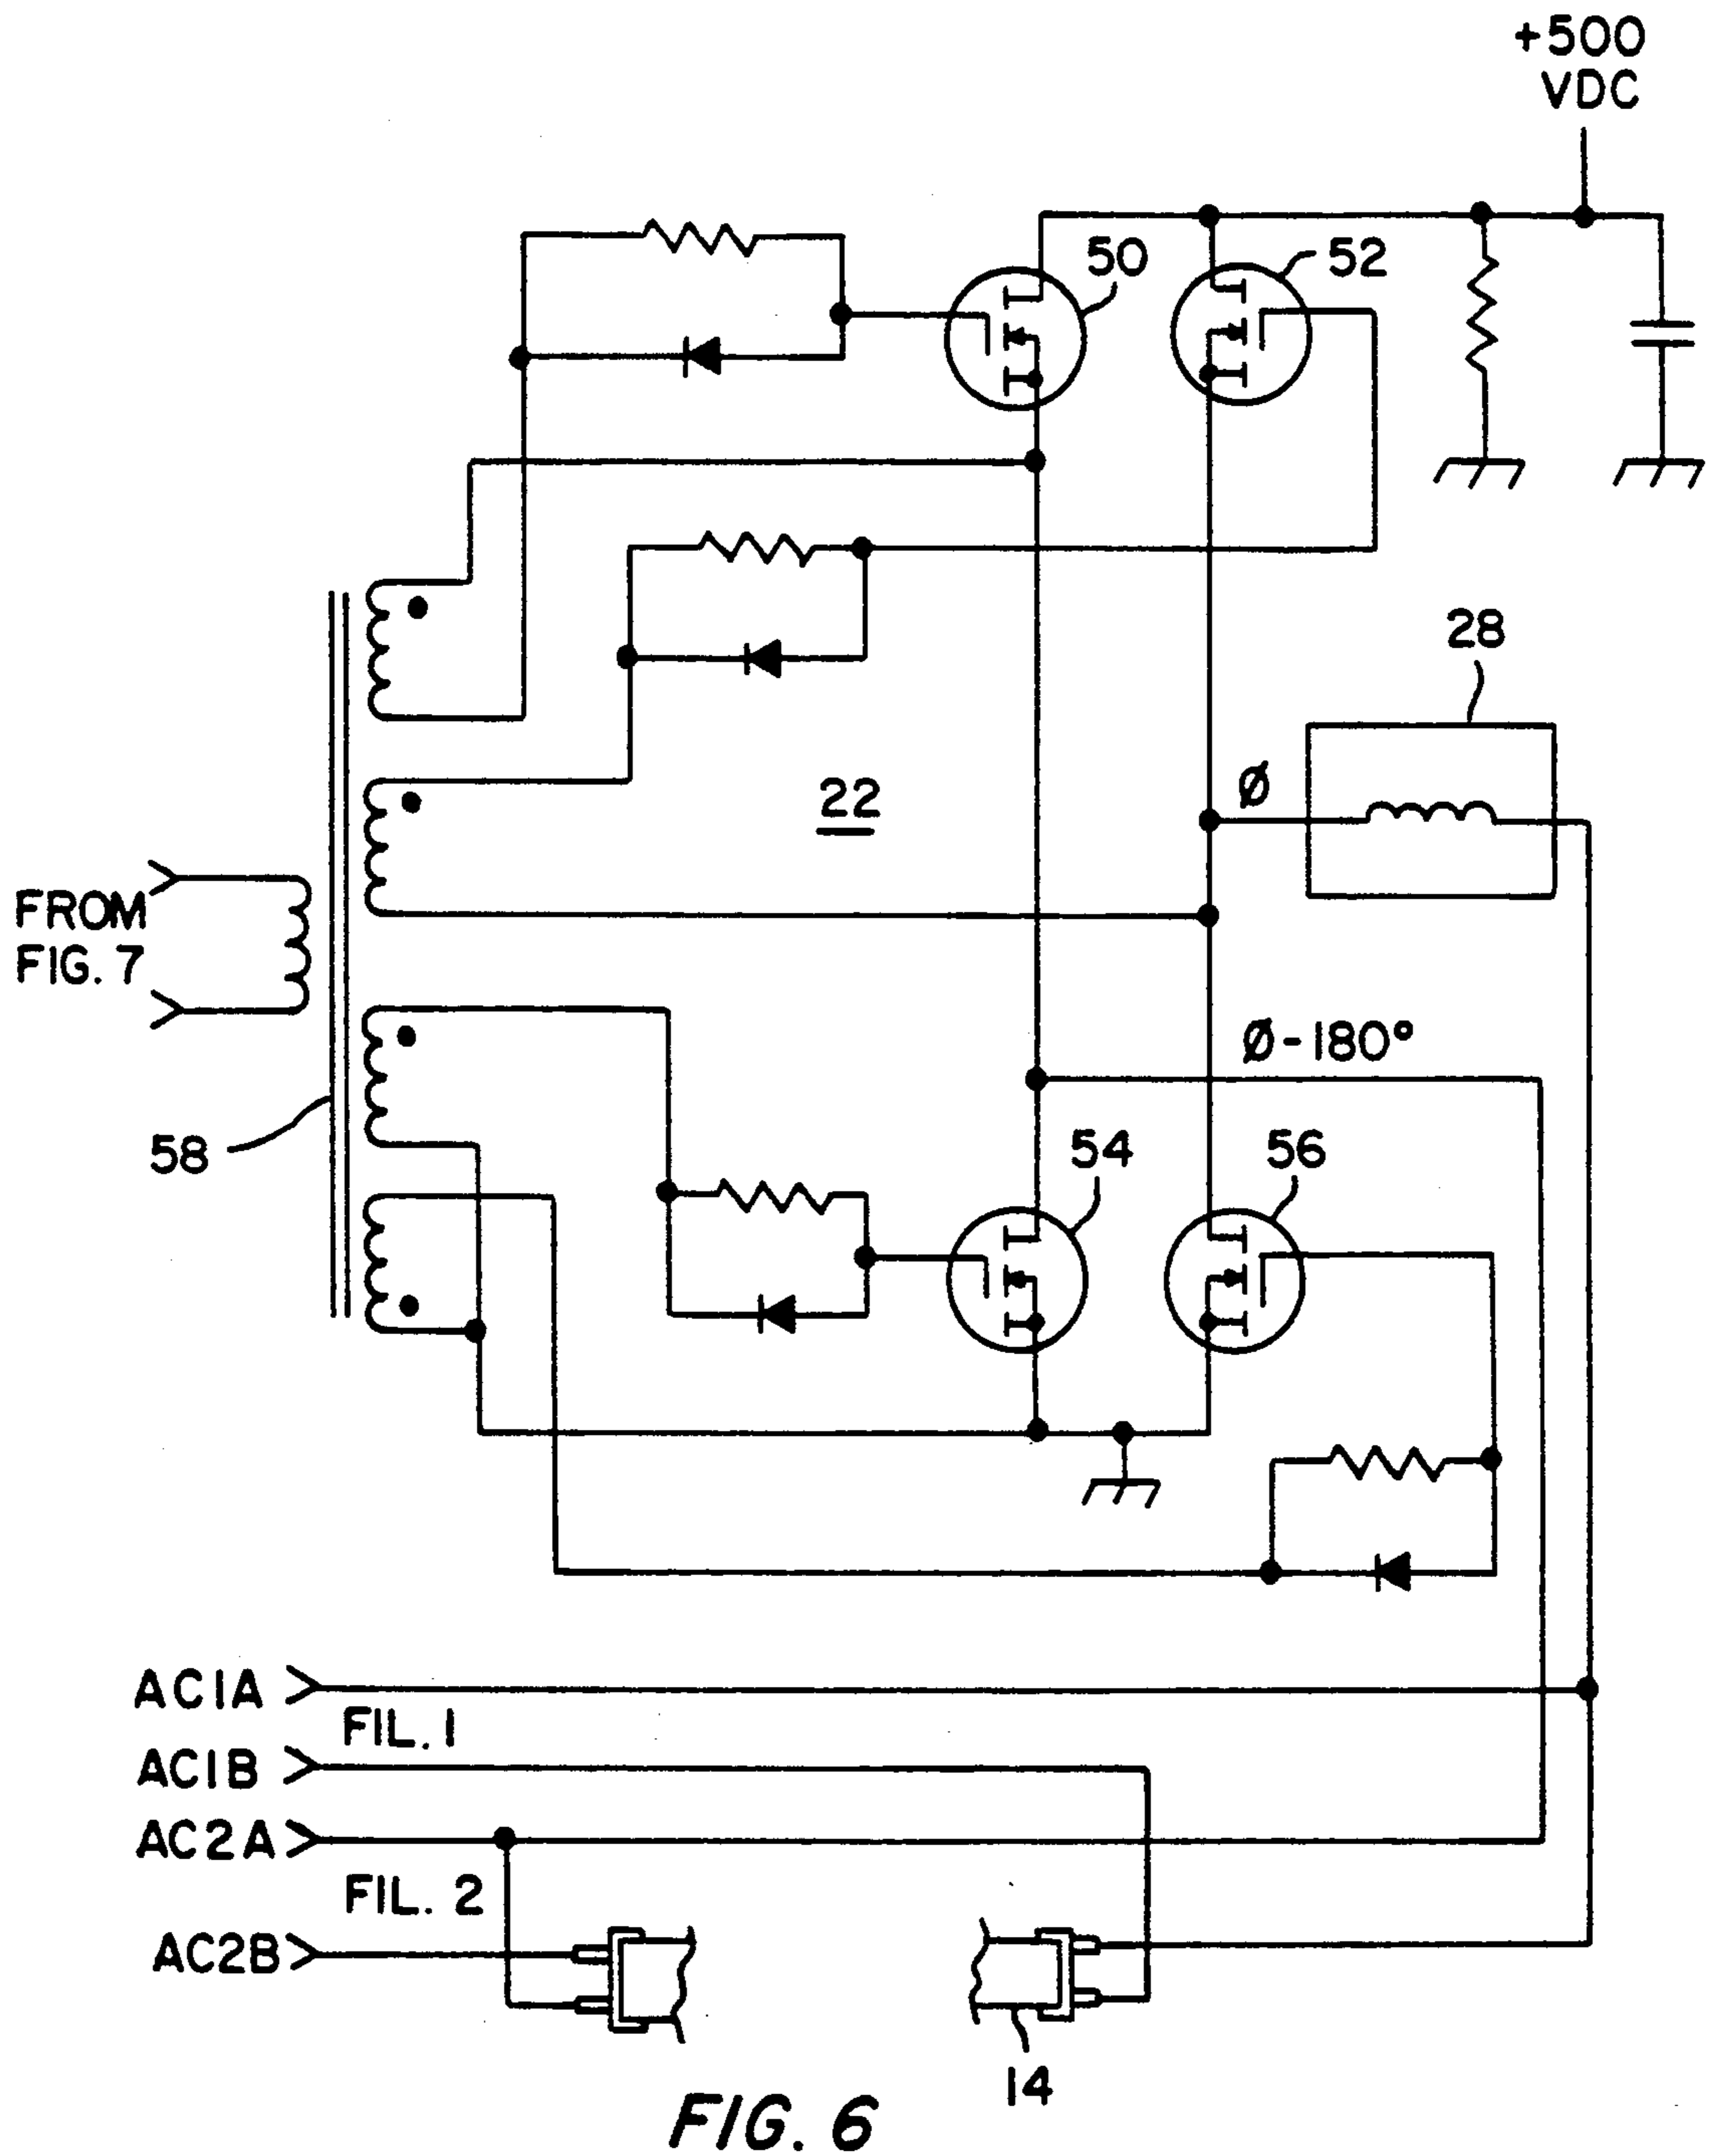 +500
VDC
50
52
28
22
Ø
FROM
FIG. 7
Ø-180°
58
54
56
AC1A
FIL. 1
AC1B
AC2A
FIL. 2
AC2B
14
FIG. 6